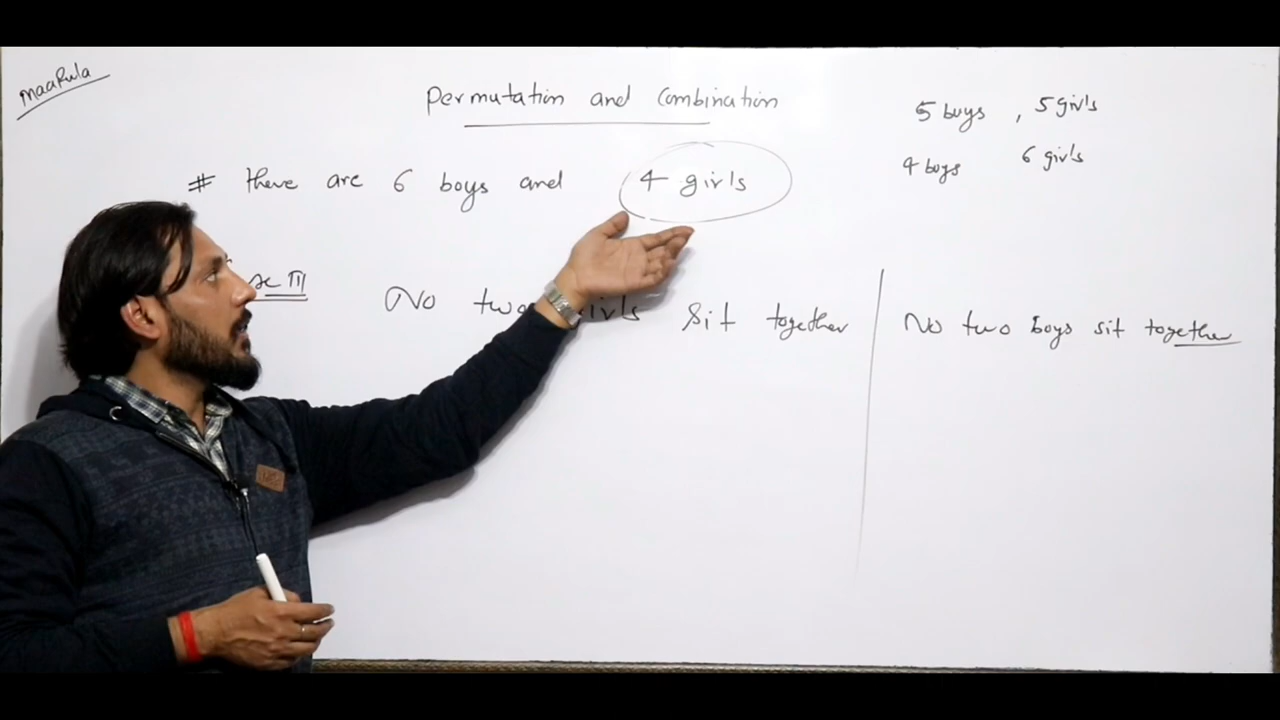 maaRula
Permutation and Combination
5 boys , 5 girls
4 boys 6 girls
# there are 6 boys and 4 girls
III No two girls sit together
No two boys sit together